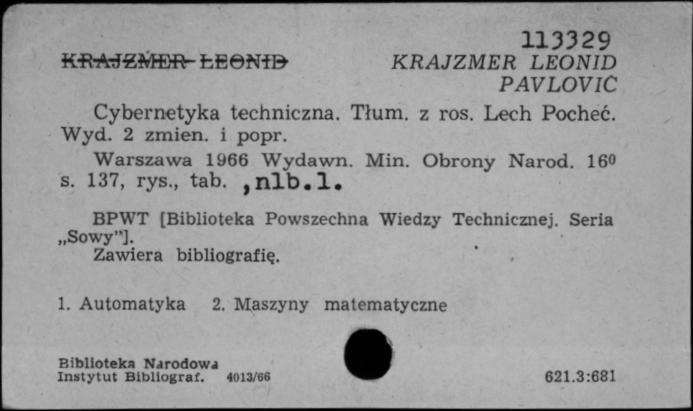 113329
KRAJZMER LEONID KRAJZMER LEONID
PAVLOVIC
Cybernetyka techniczna. Tłum. z ros. Lech Pocheć.
Wyd. 2 zmien. i popr.
Warszawa 1966 Wydawn. Min. Obrony Narod. 16⁰
s. 137, rys., tab. ,nlb.1.
BPWT [Biblioteka Powszechna Wiedzy Technicznej. Seria
„Sowy”].
Zawiera bibliografię.
1. Automatyka 2. Maszyny matematyczne
Biblioteka Narodowa
Instytut Bibliograf. 4013/66 621.3:681